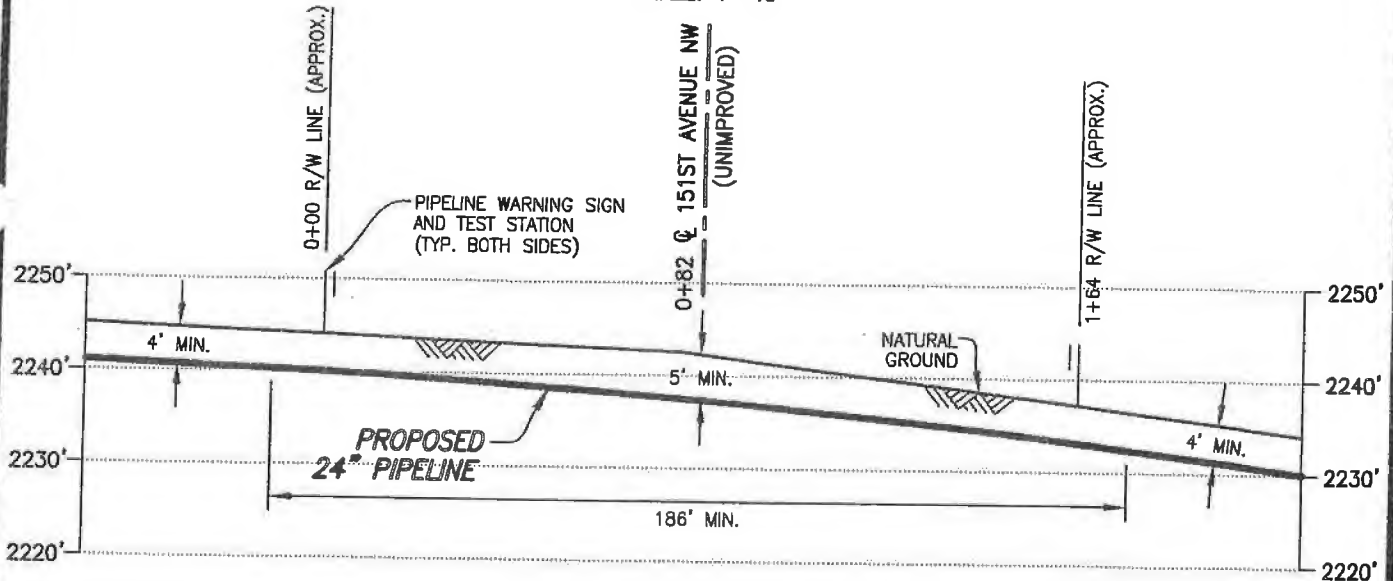 0+00 R/W LINE (APPROX.)
0+82 ℄ 151ST AVENUE NW
(UNIMPROVED)
1+64 R/W LINE (APPROX.)
PIPELINE WARNING SIGN
AND TEST STATION
(TYP. BOTH SIDES)
2250'
2250'
4' MIN.
NATURAL
GROUND
2240'
2240'
5' MIN.
PROPOSED
24" PIPELINE
4' MIN.
2230'
2230'
186' MIN.
2220'
2220'